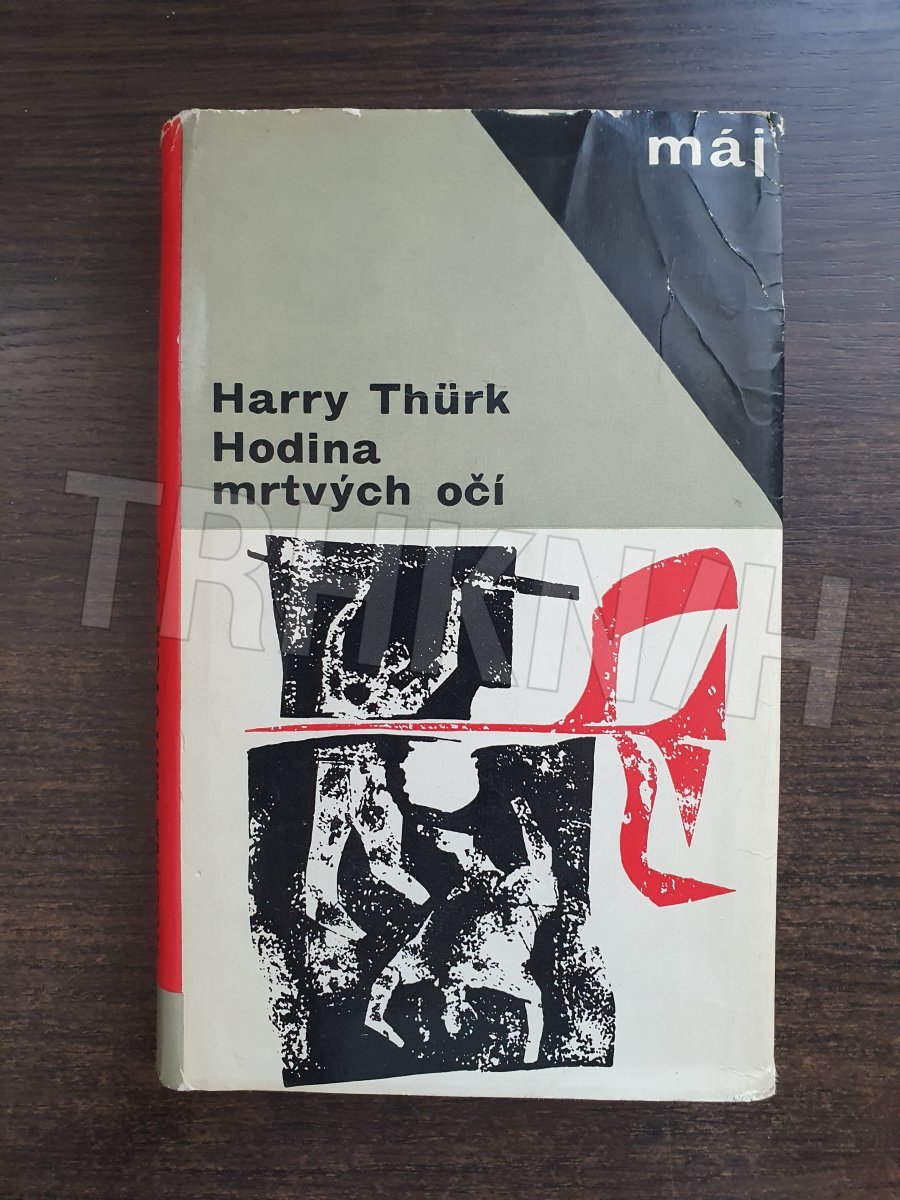 máj
Harry Thürk
Hodina
mrtvých očí
TRHKNIH